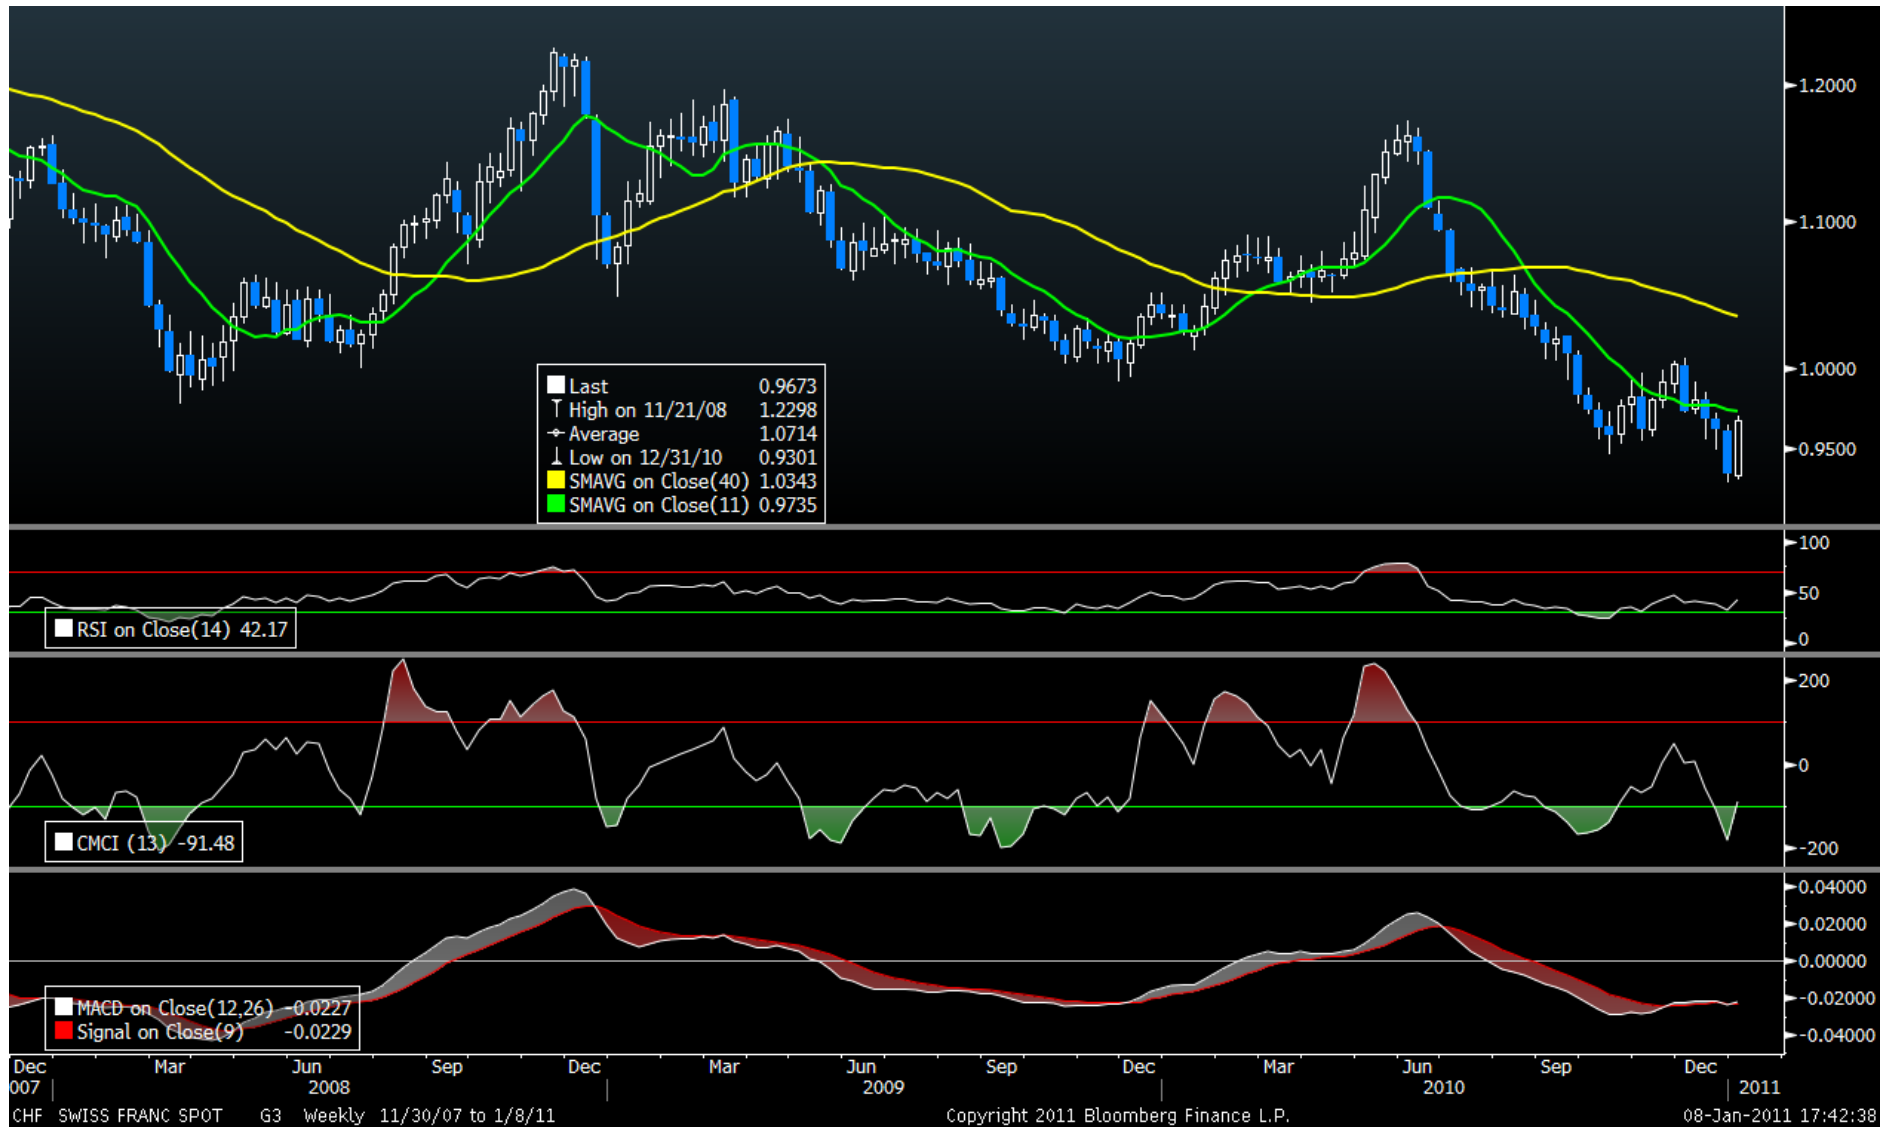 1.2000
1.1000
1.0000
0.9500
Last 0.9673
High on 11/21/08 1.2298
Average 1.0714
Low on 12/31/10 0.9301
SMAVG on Close(40) 1.0343
SMAVG on Close(11) 0.9735
100
50
0
RSI on Close(14) 42.17
200
0
-200
CMCI (13) -91.48
0.04000
0.02000
0.00000
-0.02000
-0.04000
MACD on Close(12,26) -0.0227
Signal on Close(9) -0.0229
Dec Mar Jun Sep Dec Mar Jun Sep Dec Mar Jun Sep Dec
007 2008 2009 2010 2011
CHF SWISS FRANC SPOT G3 Weekly 11/30/07 to 1/8/11 Copyright 2011 Bloomberg Finance L.P. 08-Jan-2011 17:42:38